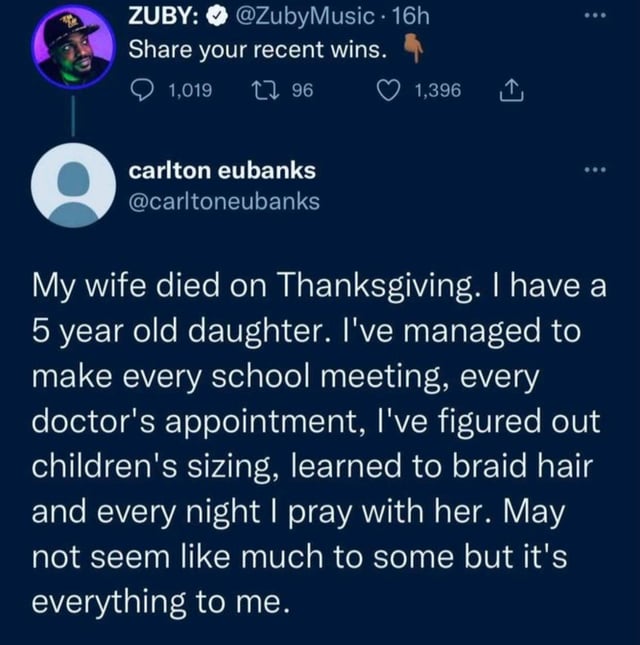 ZUBY: @ZubyMusic · 16h
Share your recent wins. 👇🏾
1,019 96 1,396
carlton eubanks
@carltoneubanks
My wife died on Thanksgiving. I have a
5 year old daughter. I've managed to
make every school meeting, every
doctor's appointment, I've figured out
children's sizing, learned to braid hair
and every night I pray with her. May
not seem like much to some but it's
everything to me.